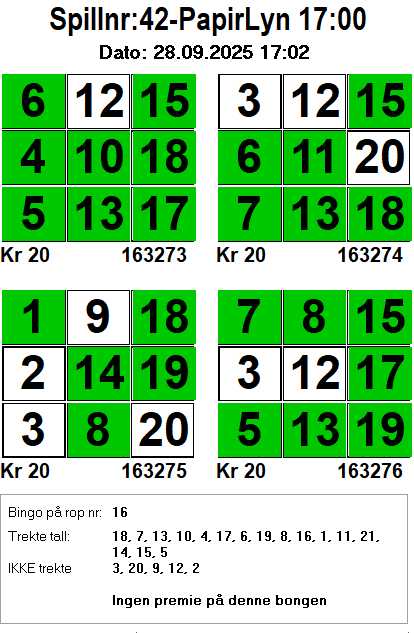 Spillnr:42-PapirLyn 17:00
Dato: 28.09.2025 17:02
6 12 15
4 10 18
5 13 17
Kr 20 163273
3 12 15
6 11 20
7 13 18
Kr 20 163274
1 9 18
2 14 19
3 8 20
Kr 20 163275
7 8 15
3 12 17
5 13 19
Kr 20 163276
Bingo på rop nr: 16
Trekte tall: 18, 7, 13, 10, 4, 17, 6, 19, 8, 16, 1, 11, 21,
14, 15, 5
IKKE trekte 3, 20, 9, 12, 2
Ingen premie på denne bongen